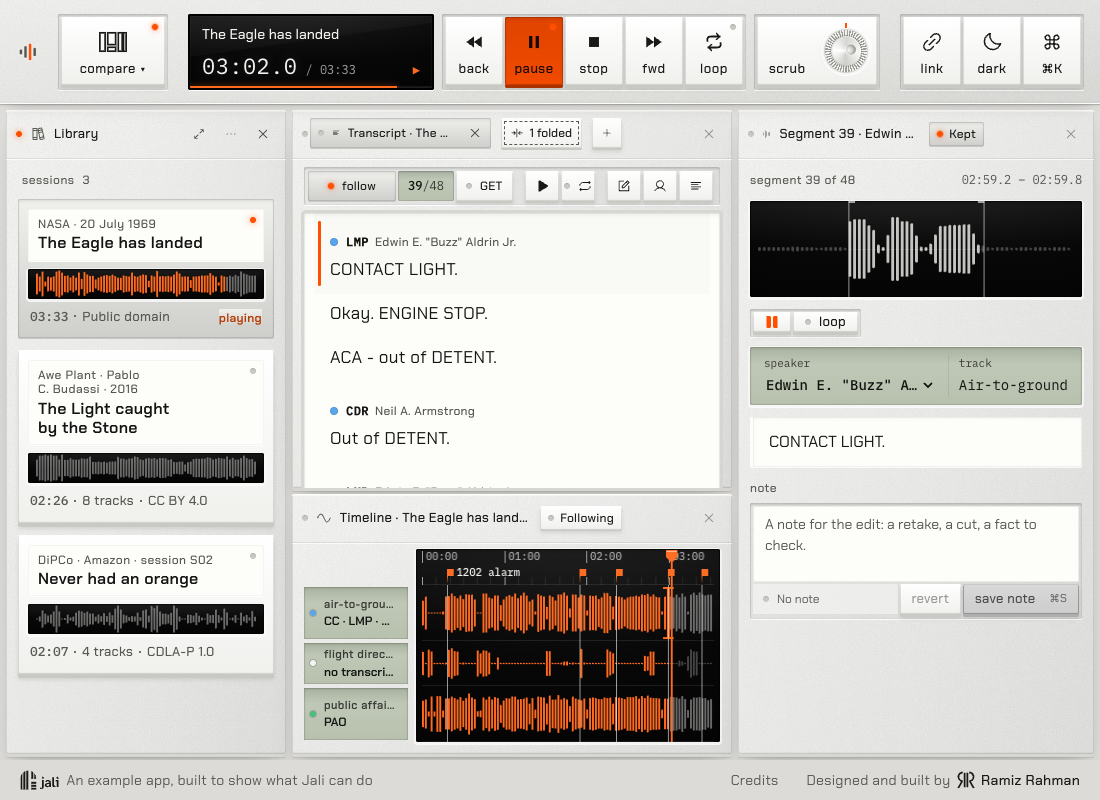 compare ▾
The Eagle has landed
03:02.0 / 03:33
back
pause
stop
fwd
loop
scrub
link
dark
⌘K
Library
sessions 3
NASA · 20 July 1969
The Eagle has landed
03:33 · Public domain
playing
Awe Plant · Pablo
C. Budassi · 2016
The Light caught
by the Stone
02:26 · 8 tracks · CC BY 4.0
DiPCo · Amazon · session S02
Never had an orange
02:07 · 4 tracks · CDLA-P 1.0
Transcript · The ...
1 folded
follow
39/48
GET
LMP Edwin E. "Buzz" Aldrin Jr.
CONTACT LIGHT.
Okay. ENGINE STOP.
ACA - out of DETENT.
CDR Neil A. Armstrong
Out of DETENT.
Timeline · The Eagle has land...
Following
00:00
01:00
02:00
03:00
1202 alarm
air-to-grou...
CC · LMP · ...
flight direc...
no transcri...
public affai...
PAO
Segment 39 · Edwin ...
Kept
segment 39 of 48
02:59.2 – 02:59.8
loop
speaker
Edwin E. "Buzz" A...
track
Air-to-ground
CONTACT LIGHT.
note
A note for the edit: a retake, a cut, a fact to
check.
No note
revert
save note ⌘S
jali An example app, built to show what Jali can do
Credits
Designed and built by Ramiz Rahman